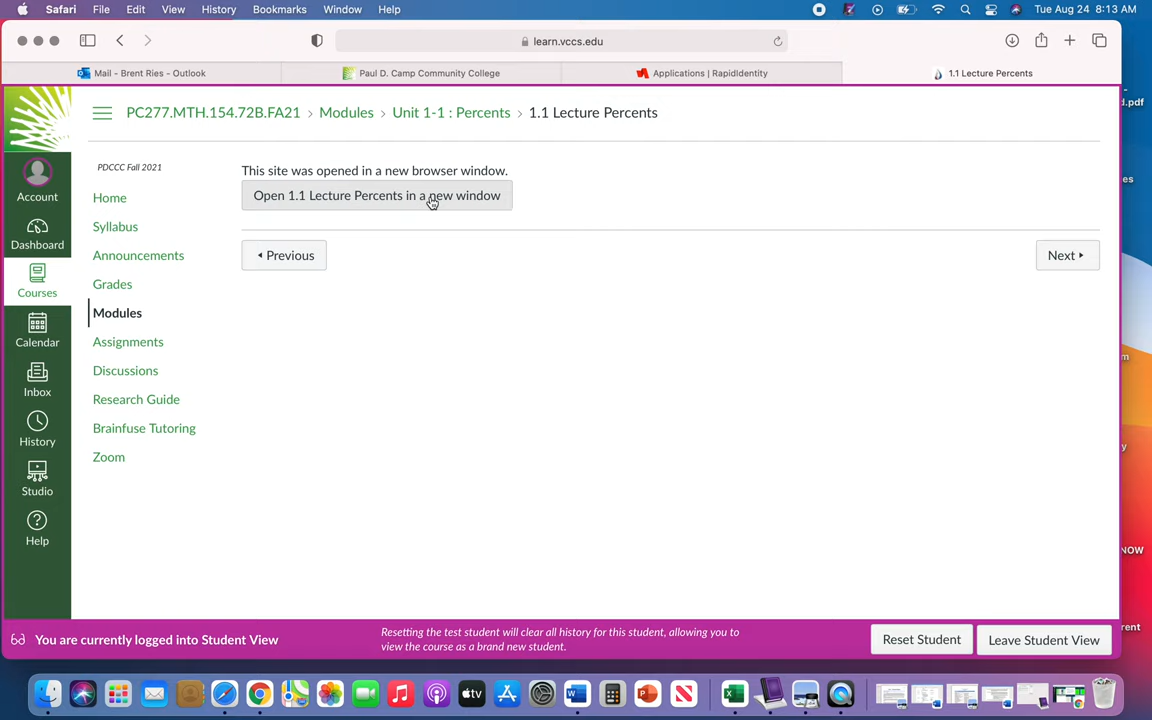 Safari File Edit View History Bookmarks Window Help Tue Aug 24 8:13 AM
learn.vccs.edu
Mail - Brent Ries - Outlook Paul D. Camp Community College Applications | RapidIdentity 1.1 Lecture Percents
.pdf
PC277.MTH.154.72B.FA21 › Modules › Unit 1-1 : Percents › 1.1 Lecture Percents
PDCCC Fall 2021
This site was opened in a new browser window.
Open 1.1 Lecture Percents in a new window
Previous
Next
Account
Dashboard
Courses
Calendar
Inbox
History
Studio
Help
Home
Syllabus
Announcements
Grades
Modules
Assignments
Discussions
Research Guide
Brainfuse Tutoring
Zoom
es
m
y
NOW
rent
You are currently logged into Student View
Resetting the test student will clear all history for this student, allowing you to
view the course as a brand new student.
Reset Student
Leave Student View
tv